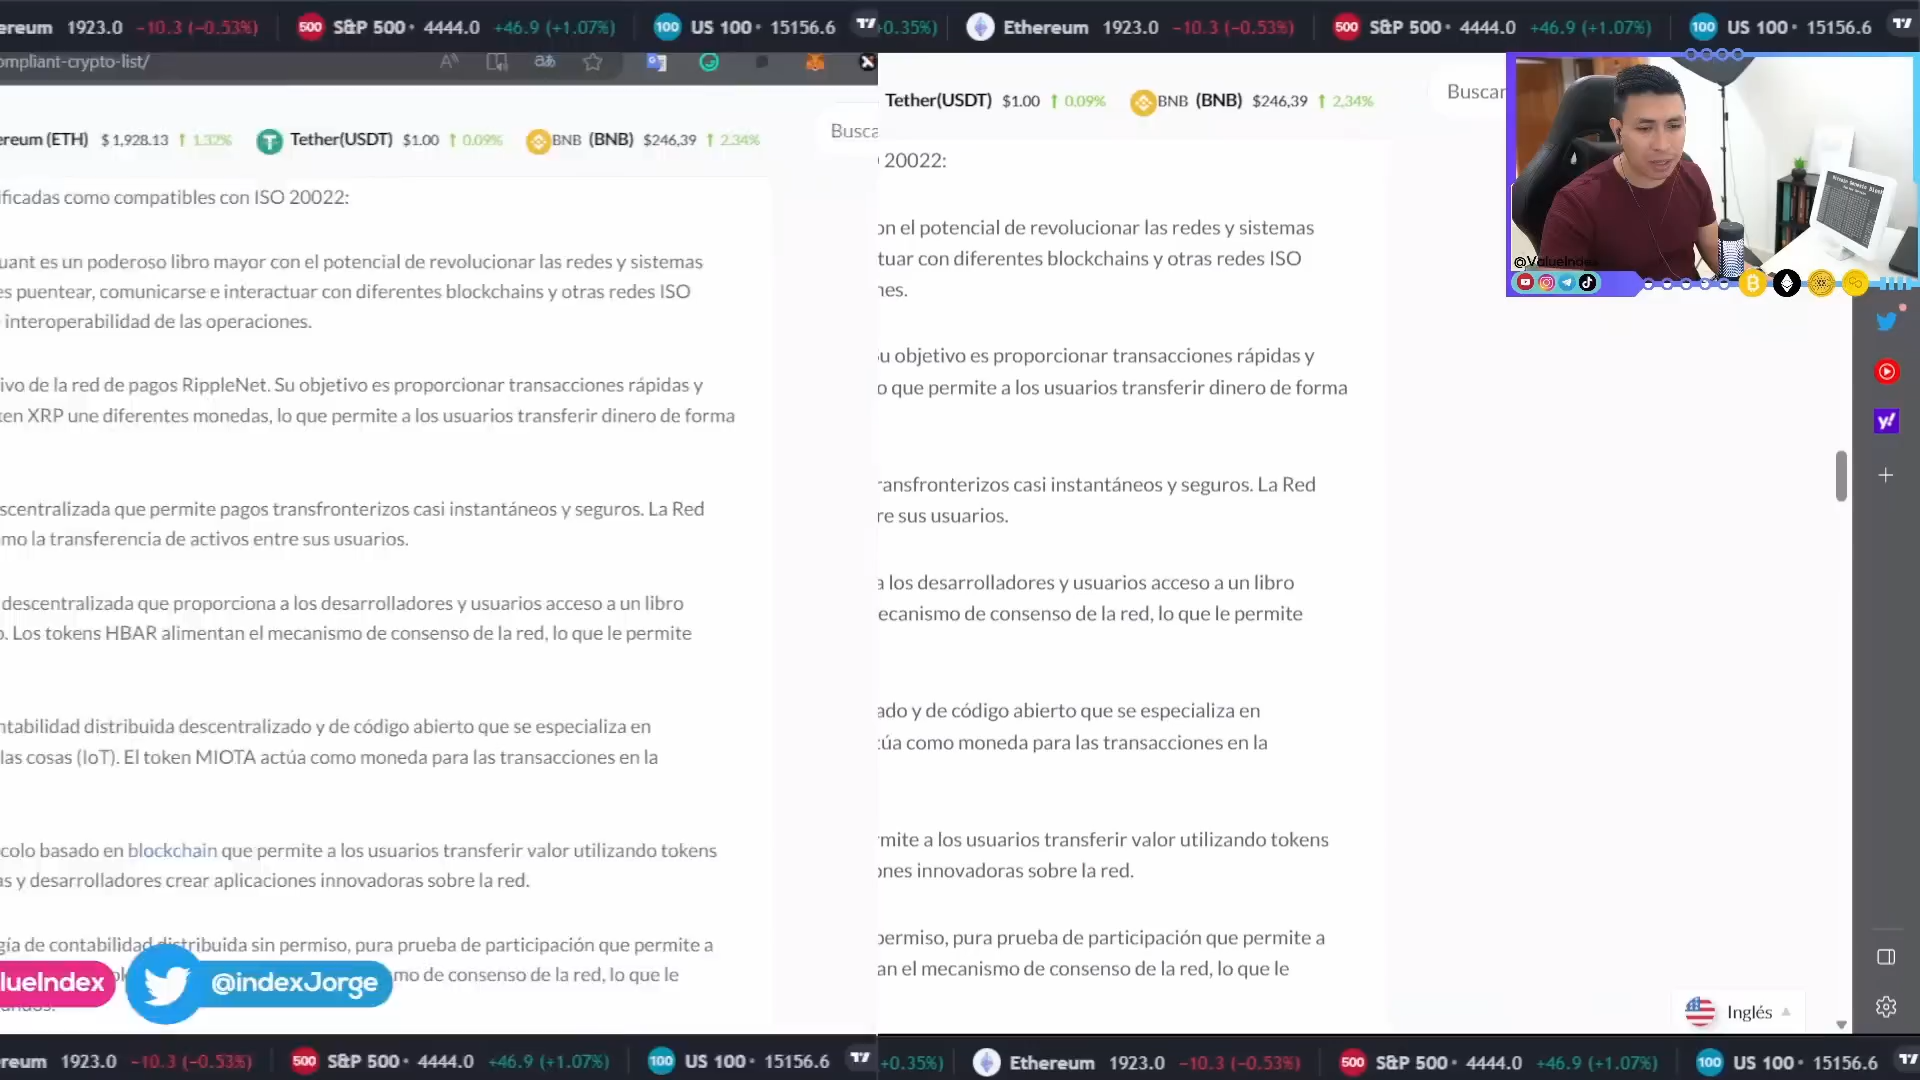 ereum 1923.0 −10.3 (−0.53%) 500 S&P 500 4444.0 +46.9 (+1.07%) 100 US 100 15156.6
+0.35%) Ethereum 1923.0 −10.3 (−0.53%) 500 S&P 500 4444.0 +46.9 (+1.07%) 100 US 100 15156.6
ompliant-crypto-list/
ereum (ETH) $ 1,928.13 ↑ 1.32% Tether(USDT) $1.00 ↑ 0.09% BNB (BNB) $246,39 ↑ 2,34%
Busca
ificadas como compatibles con ISO 20022:
uant es un poderoso libro mayor con el potencial de revolucionar las redes y sistemas
es puentear, comunicarse e interactuar con diferentes blockchains y otras redes ISO
interoperabilidad de las operaciones.
ivo de la red de pagos RippleNet. Su objetivo es proporcionar transacciones rápidas y
ken XRP une diferentes monedas, lo que permite a los usuarios transferir dinero de forma
scentralizada que permite pagos transfronterizos casi instantáneos y seguros. La Red
mo la transferencia de activos entre sus usuarios.
descentralizada que proporciona a los desarrolladores y usuarios acceso a un libro
o. Los tokens HBAR alimentan el mecanismo de consenso de la red, lo que le permite
ntabilidad distribuida descentralizado y de código abierto que se especializa en
las cosas (IoT). El token MIOTA actúa como moneda para las transacciones en la
colo basado en blockchain que permite a los usuarios transferir valor utilizando tokens
as y desarrolladores crear aplicaciones innovadoras sobre la red.
gía de contabilidad distribuida sin permiso, pura prueba de participación que permite a
mo de consenso de la red, lo que le
lueIndex
@indexJorge
Tether(USDT) $1.00 ↑ 0.09% BNB (BNB) $246,39 ↑ 2,34%
Buscar
20022:
on el potencial de revolucionar las redes y sistemas
tuar con diferentes blockchains y otras redes ISO
nes.
Su objetivo es proporcionar transacciones rápidas y
o que permite a los usuarios transferir dinero de forma
ransfronterizos casi instantáneos y seguros. La Red
re sus usuarios.
a los desarrolladores y usuarios acceso a un libro
ecanismo de consenso de la red, lo que le permite
ado y de código abierto que se especializa en
túa como moneda para las transacciones en la
rmite a los usuarios transferir valor utilizando tokens
ones innovadoras sobre la red.
permiso, pura prueba de participación que permite a
an el mecanismo de consenso de la red, lo que le
@ValueIndex
Inglés
ereum 1923.0 −10.3 (−0.53%) 500 S&P 500 4444.0 +46.9 (+1.07%) 100 US 100 15156.6
+0.35%) Ethereum 1923.0 −10.3 (−0.53%) 500 S&P 500 4444.0 +46.9 (+1.07%) 100 US 100 15156.6